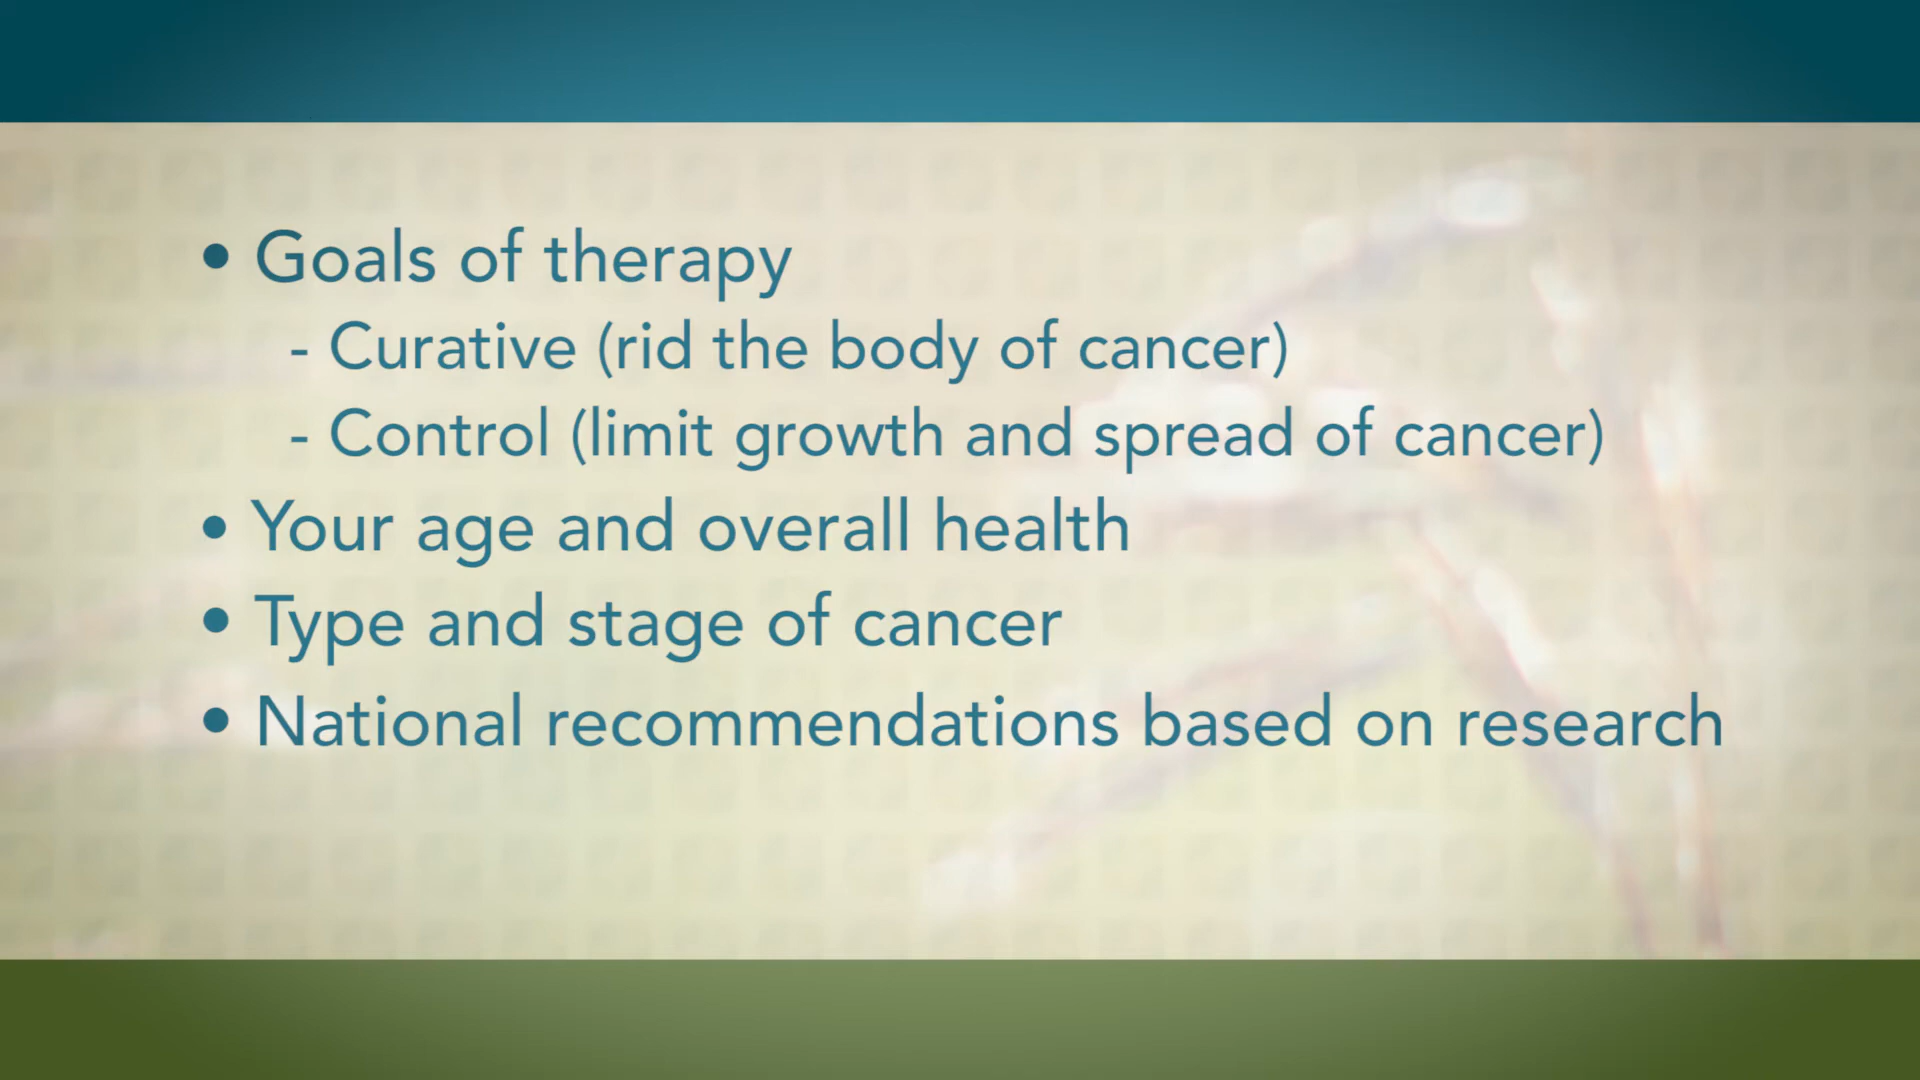 • Goals of therapy
- Curative (rid the body of cancer)
- Control (limit growth and spread of cancer)
• Your age and overall health
• Type and stage of cancer
• National recommendations based on research